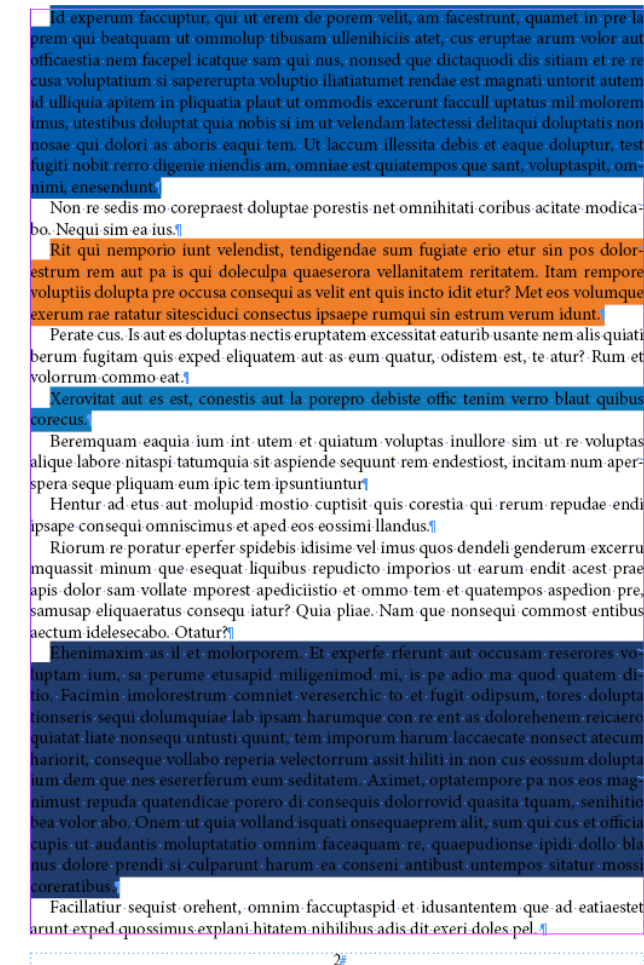 Id experum faccuptur, qui ut erem de porem velit, am facestrunt, quamet in pre la
prem qui beatquam ut ommolup tibusam ullenihiciis atet, cus eruptae arum volor aut
officaestia nem facepel icatque sam qui nus, nonsed que dictaquodi dis sitiam et re re
cusa voluptatium si sapererupta voluptio iliatiatumet rendae est magnati untorit autem
id ulliquia apitem in pliquatia plaut ut ommodis excerunt faccull uptatus mil molorem
imus, utestibus doluptat quia nobis si im ut velendam latectessi delitaqui doluptatis non
nosae qui dolori as aboris eaqui tem. Ut laccum illessita debis et eaque doluptur, test
fugiti nobit rerro digenie niendis am, omniae est quiatempos que sant, voluptaspit, om-
nimi, enesendunt.¶
Non re sedis mo corepraest doluptae porestis net omnihitati coribus acitate modica-
bo. Nequi sim ea ius.¶
Rit qui nemporio iunt velendist, tendigendae sum fugiate erio etur sin pos dolor-
estrum rem aut pa is qui doleculpa quaeserora vellanitatem reritatem. Itam rempore
voluptiis dolupta pre occusa consequi as velit ent quis incto idit etur? Met eos volumque
exerum rae ratatur sitesciduci consectus ipsaepe rumqui sin estrum verum idunt.¶
Perate cus. Is aut es doluptas nectis eruptatem excessitat eaturib usante nem alis quiati
berum fugitam quis exped eliquatem aut as eum quatur, odistem est, te atur? Rum et
volorrum commo eat.¶
Xerovitat aut es est, conestis aut la porepro debiste offic tenim verro blaut quibus
corecus.¶
Beremquam eaquia ium int utem et quiatum voluptas inullore sim ut re voluptas
alique labore nitaspi tatumquia sit aspiende sequunt rem endestiost, incitam num aper-
spera seque pliquam eum ipic tem ipsuntiuntur¶
Hentur ad etus aut molupid mostio cuptisit quis corestia qui rerum repudae endi
ipsape consequi omniscimus et aped eos eossimi llandus.¶
Riorum re poratur eperfer spidebis idisime vel imus quos dendeli genderum excerru
mquassit minum que esequat liquibus repudicto imporios ut earum endit acest prae
apis dolor sam vollate mporest apediciistio et ommo tem et quatempos aspedion pre,
samusap eliquaeratus consequ iatur? Quia pliae. Nam que nonsequi commost entibus
aectum idelesecabo. Otatur?¶
Ehenimaxim as il et molorporem. Et experfe rferunt aut occusam reserores vo-
luptam ium, sa perume etusapid miligenimod mi, is pe adio ma quod quatem di-
tio. Facimin imolorestrum comniet vereserchic to et fugit odipsum, tores dolupta
tionseris sequi dolumquiae lab ipsam harumque con re ent as dolorehenem reicaero
quiatat liate nonsequ untusti quunt, tem imporum harum laccaecate nonsect atecum
hariorit, conseque vollabo reperia velectorrum assit hiliti in non cus eossum dolupta
ium dem que nes esererferum eum seditatem. Aximet, optatempore pa nos eos mag-
nimust repuda quatendicae porero di consequis dolorrovid quasita tquam, senihitio
bea volor abo. Onem ut quia volland isquati onsequaeprem alit, sum qui cus et officia
cupis ut audantis moluptatatio omnim faceaquam re, quaepudionse ipidi dollo bla
nus dolore prendi si culparunt harum ea conseni antibust untempos sitatur mossi
coreratibus.¶
Facillatiur sequist orehent, omnim faccuptaspid et idusantentem que ad eatiaestet
arunt exped quossimus explani hitatem nihilibus adis dit exeri doles pel. ¶
2#